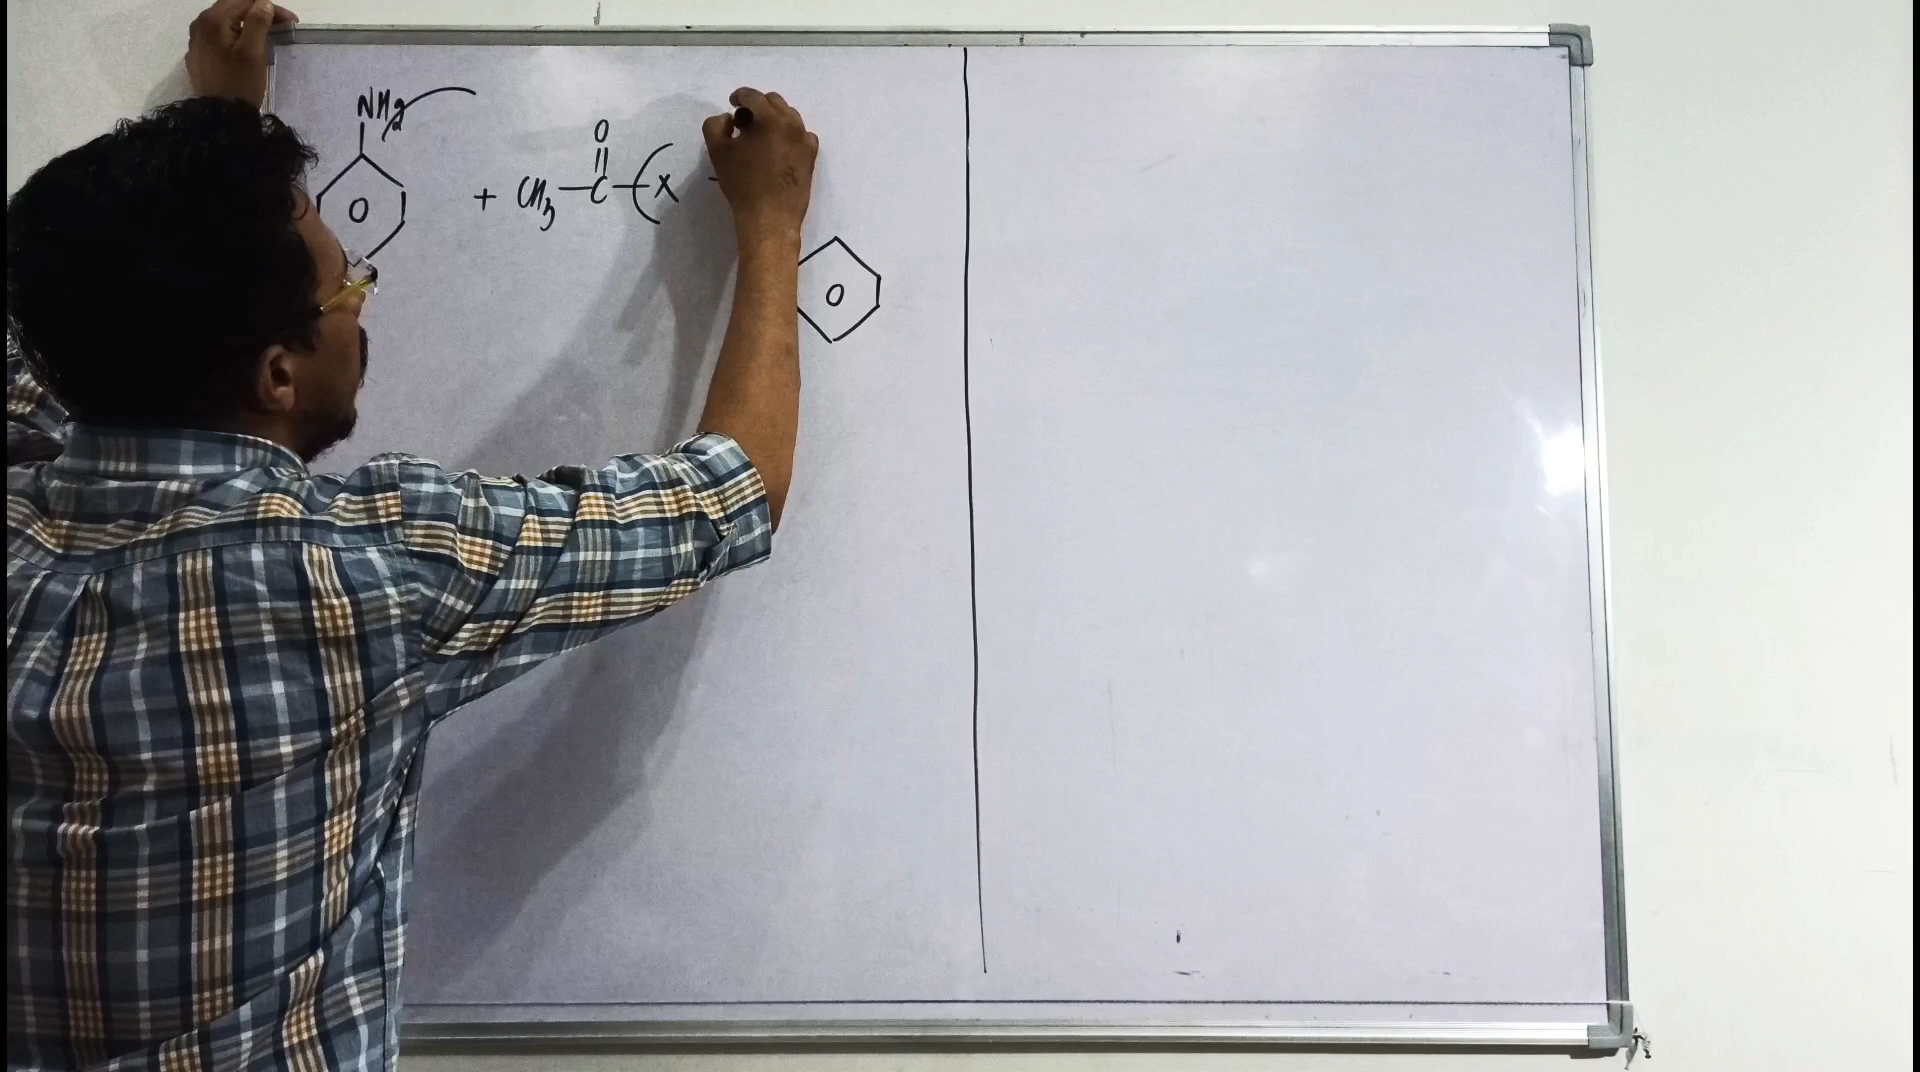 NH2
O
+ CH3 — C — ( X
O
O